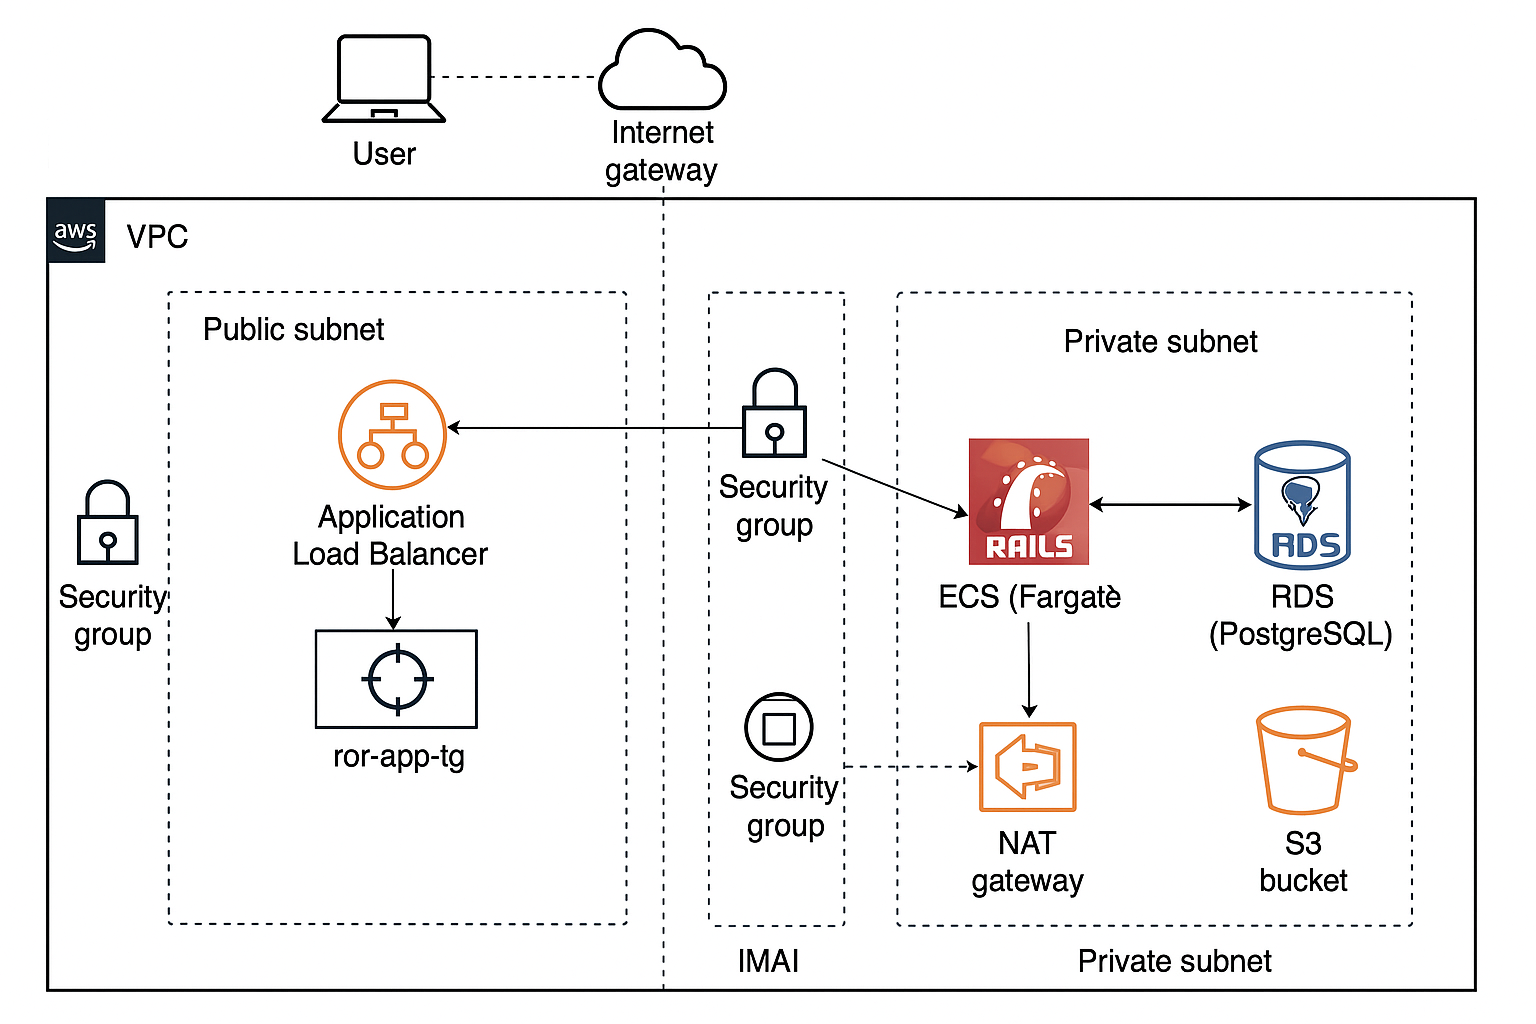 User
Internet
gateway
aws
VPC
Public subnet
Application
Load Balancer
ror-app-tg
Security
group
Security
group
Security
group
IMAI
Private subnet
RAILS
ECS (Fargatè
RDS
RDS
(PostgreSQL)
NAT
gateway
S3
bucket
Private subnet